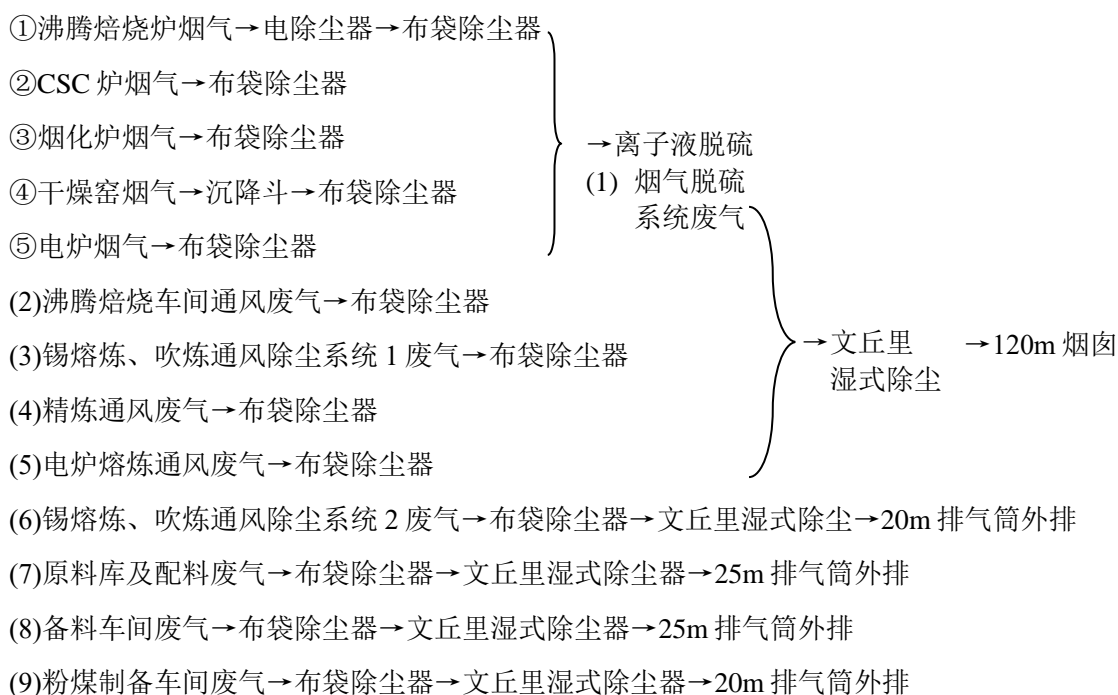 ①沸腾焙烧炉烟气→电除尘器→布袋除尘器
②CSC 炉烟气→布袋除尘器
③烟化炉烟气→布袋除尘器
→离子液脱硫
④干燥窑烟气→沉降斗→布袋除尘器
(1) 烟气脱硫
系统废气
⑤电炉烟气→布袋除尘器
(2)沸腾焙烧车间通风废气→布袋除尘器
(3)锡熔炼、吹炼通风除尘系统 1 废气→布袋除尘器
→文丘里
湿式除尘
→120m 烟囱
(4)精炼通风废气→布袋除尘器
(5)电炉熔炼通风废气→布袋除尘器
(6)锡熔炼、吹炼通风除尘系统 2 废气→布袋除尘器→文丘里湿式除尘→20m 排气筒外排
(7)原料库及配料废气→布袋除尘器→文丘里湿式除尘器→25m 排气筒外排
(8)备料车间废气→布袋除尘器→文丘里湿式除尘器→25m 排气筒外排
(9)粉煤制备车间废气→布袋除尘器→文丘里湿式除尘器→20m 排气筒外排